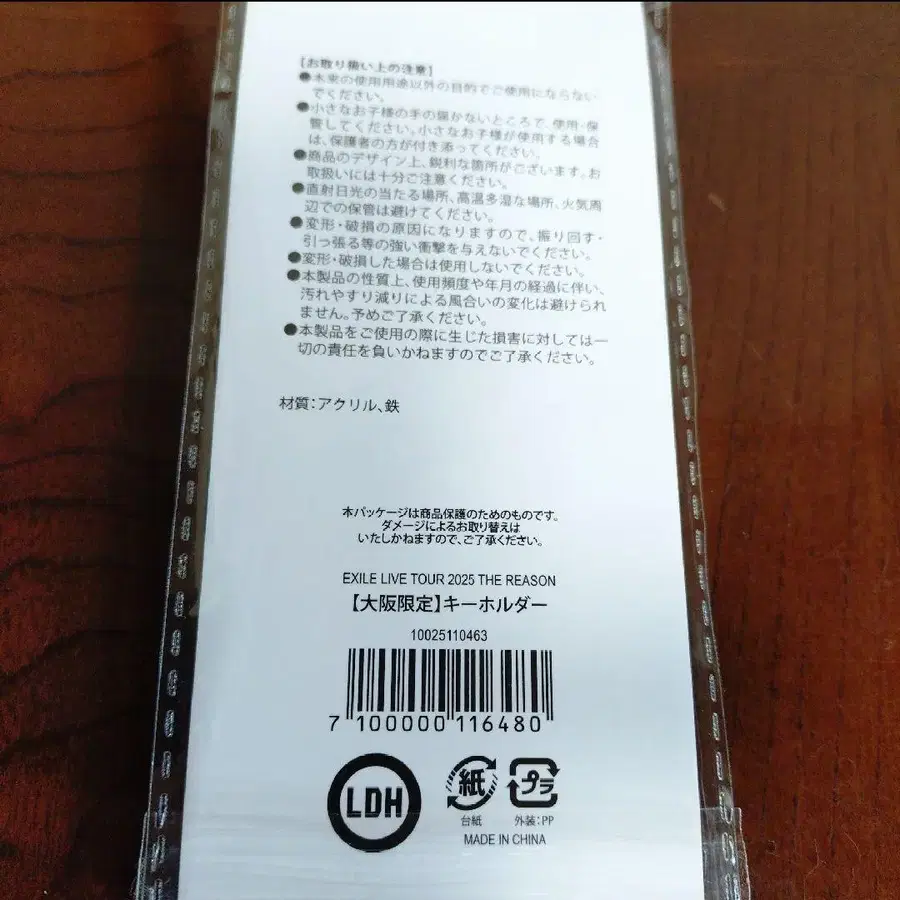 【お取り扱い上の注意】
●本来の使用用途以外の目的でご使用にならない
でください。
●小さなお子様の手の届かないところで、使用・保
管してください。小さなお子様が使用する場合
は、保護者の方が付き添ってください。
●商品のデザイン上、鋭利な箇所がございます。お
取扱いには十分ご注意ください。
●直射日光の当たる場所、高温多湿な場所、火気周
辺での保管は避けてください。
●変形・破損の原因になりますので、振り回す・
引っ張る等の強い衝撃を与えないでください。
●変形・破損した場合は使用しないでください。
●本製品の性質上、使用頻度や年月の経過に伴い、
汚れやすり減りによる風合いの変化は避けられ
ません。予めご了承ください。
●本製品をご使用の際に生じた損害に対しては一
切の責任を負いかねますのでご了承ください。
材質：アクリル、鉄
本パッケージは商品保護のためのものです。
ダメージによるお取り替えは
いたしかねますので、ご了承ください。
EXILE LIVE TOUR 2025 THE REASON
【大阪限定】キーホルダー
10025110463
7 100000 116480
LDH
紙
プラ
台紙
外装：PP
MADE IN CHINA